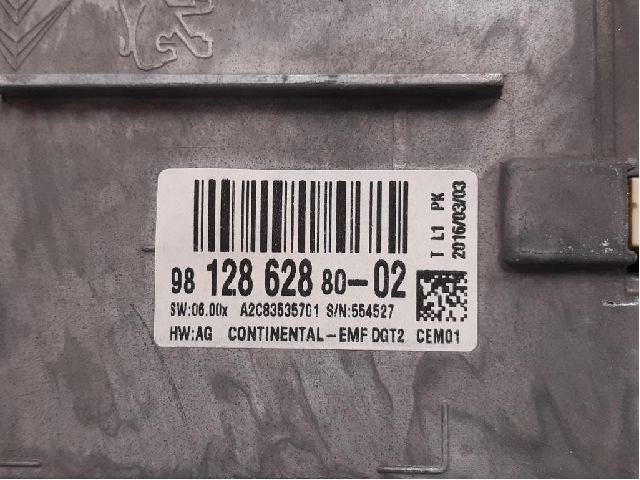 98 128 628 80-02
SW:06.00x A2C83535701 S/N:554527
HW:AG CONTINENTAL-EMF DGT2 CEM01
T L1 PK
2016/03/03